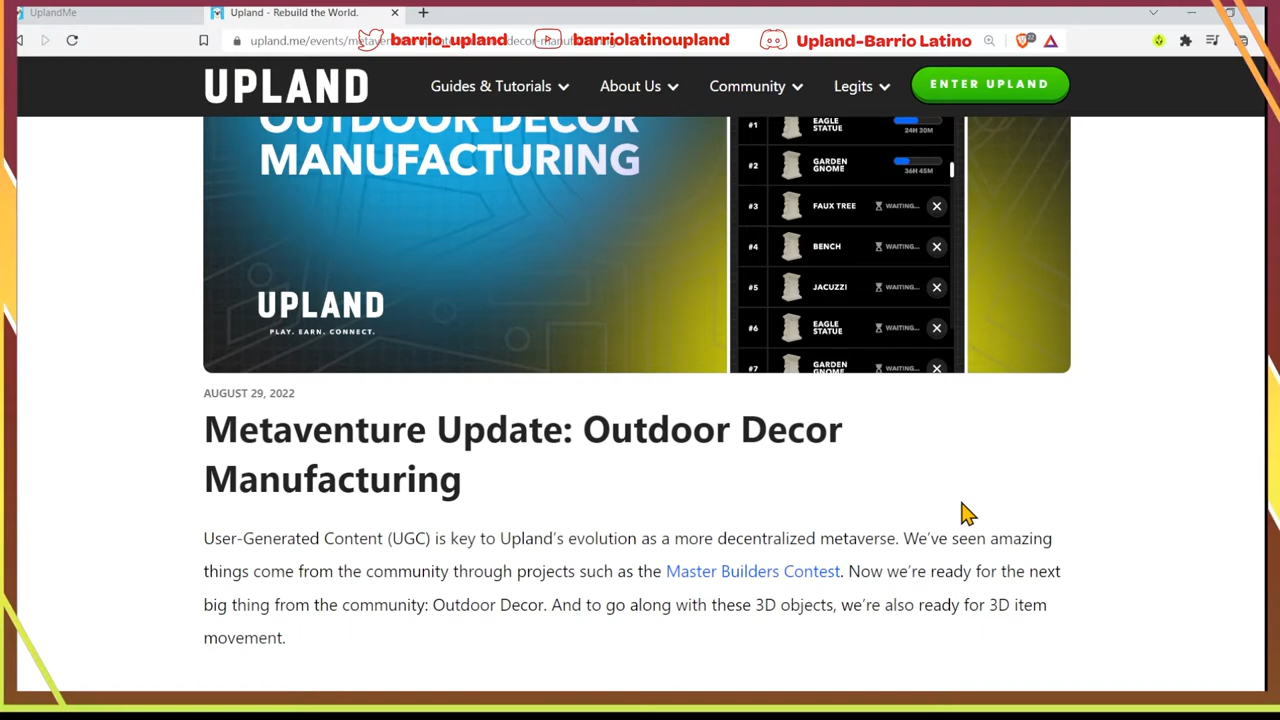 UplandMe
Upland - Rebuild the World.
upland.me/events/metaven
decor-manu
barrio_upland
barriolatinoupland
Upland-Barrio Latino
UPLAND
Guides & Tutorials
About Us
Community
Legits
ENTER UPLAND
OUTDOOR DECOR
MANUFACTURING
UPLAND
PLAY. EARN. CONNECT.
#1 EAGLE STATUE 24H 30M
#2 GARDEN GNOME 36H 45M
#3 FAUX TREE WAITING...
#4 BENCH WAITING...
#5 JACUZZI WAITING...
#6 EAGLE STATUE WAITING...
#7 GARDEN GNOME WAITING...
AUGUST 29, 2022
Metaventure Update: Outdoor Decor
Manufacturing
User-Generated Content (UGC) is key to Upland’s evolution as a more decentralized metaverse. We’ve seen amazing
things come from the community through projects such as the Master Builders Contest. Now we’re ready for the next
big thing from the community: Outdoor Decor. And to go along with these 3D objects, we’re also ready for 3D item
movement.